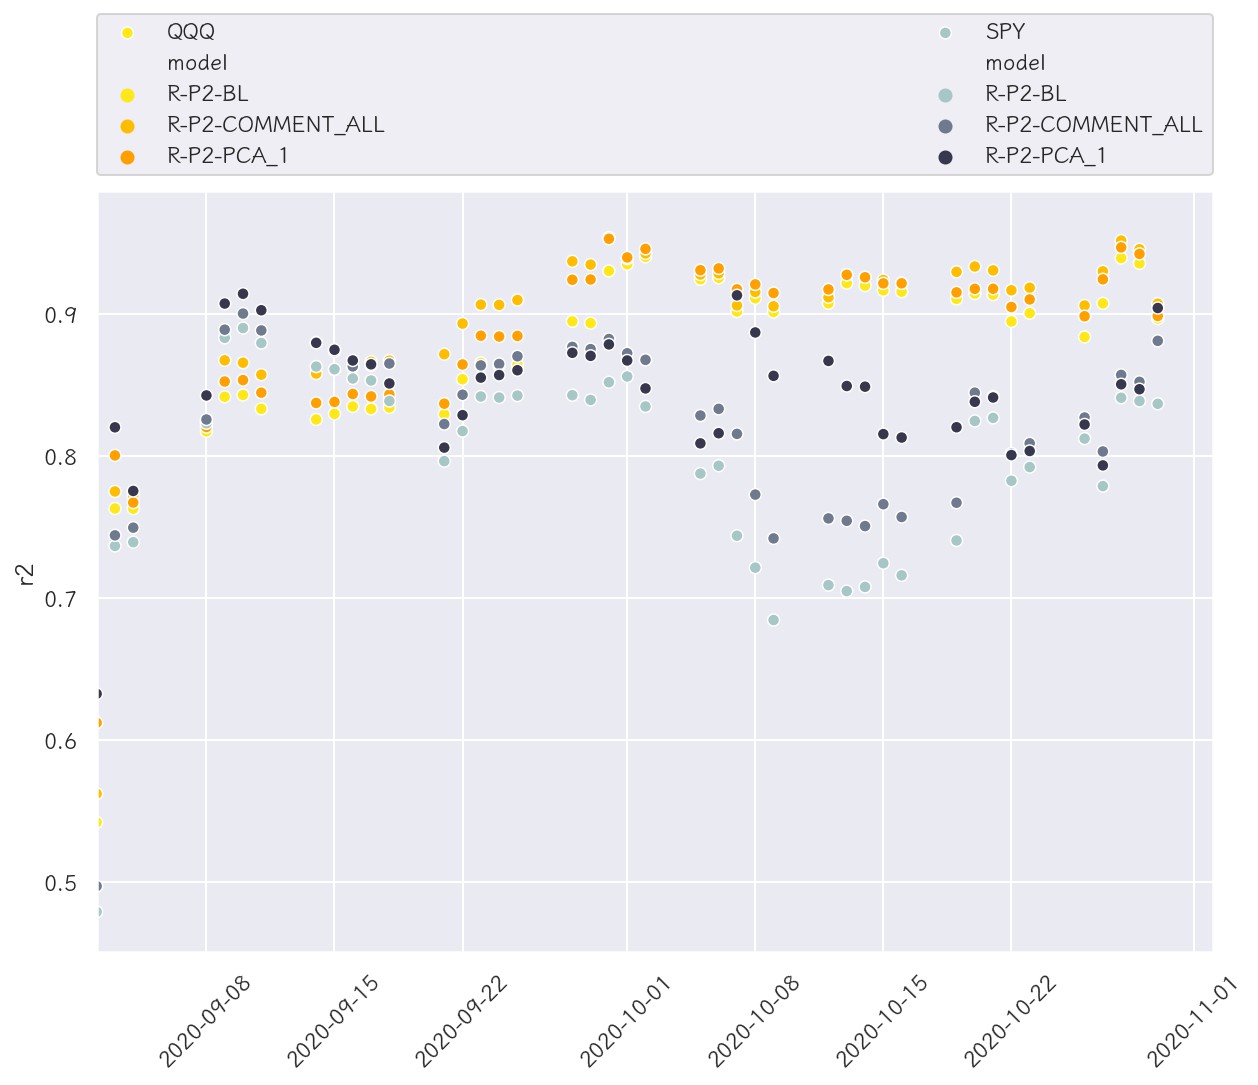 QQQ
model
R-P2-BL
R-P2-COMMENT_ALL
R-P2-PCA_1
SPY
model
R-P2-BL
R-P2-COMMENT_ALL
R-P2-PCA_1
r2
0.9
0.8
0.7
0.6
0.5
2020-09-08
2020-09-15
2020-09-22
2020-10-01
2020-10-08
2020-10-15
2020-10-22
2020-11-01